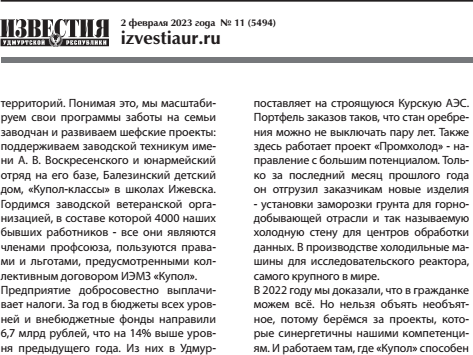 ИЗВЕСТИЯ
УДМУРТСКОЙ РЕСПУБЛИКИ
2 февраля 2023 года № 11 (5494)
izvestiaur.ru
территорий. Понимая это, мы масштаби-
руем свои программы заботы на семьи
заводчан и развиваем шефские проекты:
поддерживаем заводской техникум име-
ни А. В. Воскресенского и юнармейский
отряд на его базе, Балезинский детский
дом, «Купол-классы» в школах Ижевска.
Гордимся заводской ветеранской орга-
низацией, в составе которой 4000 наших
бывших работников - все они являются
членами профсоюза, пользуются права-
ми и льготами, предусмотренными кол-
лективным договором ИЭМЗ «Купол».
Предприятие добросовестно выплачи-
вает налоги. За год в бюджеты всех уров-
ней и внебюджетные фонды направили
6,7 млрд рублей, что на 14% выше уров-
ня предыдущего года. Из них в Удмур-
поставляет на строящуюся Курскую АЭС.
Портфель заказов таков, что стан оребре-
ния можно не выключать пару лет. Также
здесь работает проект «Промхолод» - на-
правление с большим потенциалом. Толь-
ко за последний месяц прошлого года
он отгрузил заказчикам новые изделия
- установки заморозки грунта для горно-
добывающей отрасли и так называемую
холодную стену для центров обработки
данных. В производстве холодильные ма-
шины для исследовательского реактора,
самого крупного в мире.
В 2022 году мы доказали, что в гражданке
можем всё. Но нельзя объять необъят-
ное, потому берёмся за проекты, кото-
рые синергетичны нашими компетенци-
ям. И работаем там, где «Купол» способен